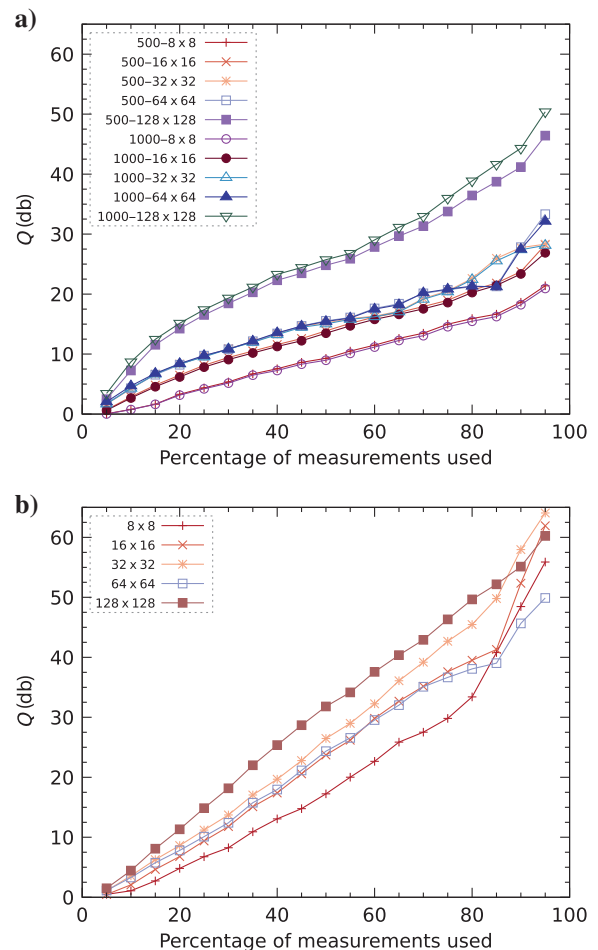 a)
60
50
40
30
20
10
0
Q (db)
500–8 x 8
500–16 x 16
500–32 x 32
500–64 x 64
500–128 x 128
1000–8 x 8
1000–16 x 16
1000–32 x 32
1000–64 x 64
1000–128 x 128
0 20 40 60 80 100
Percentage of measurements used
b)
60
50
40
30
20
10
0
Q (db)
8 x 8
16 x 16
32 x 32
64 x 64
128 x 128
0 20 40 60 80 100
Percentage of measurements used